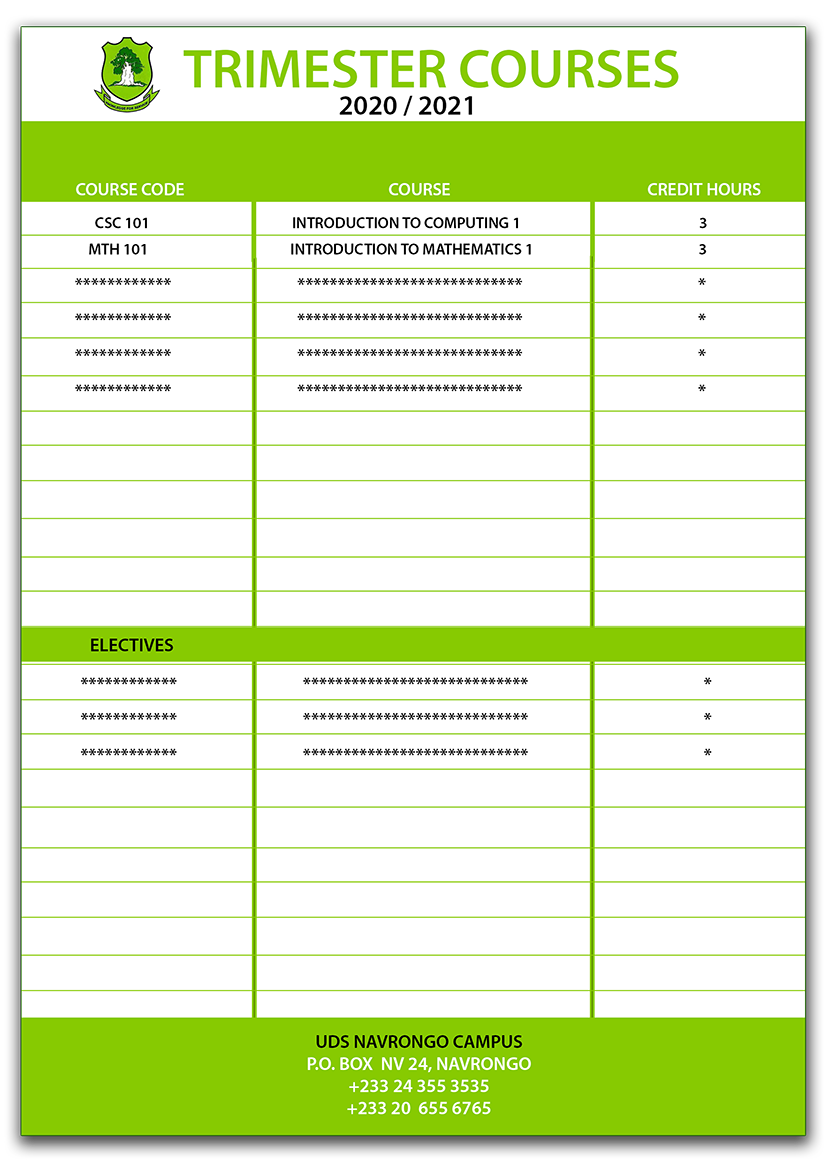 TRIMESTER COURSES
2020 / 2021
COURSE CODE COURSE CREDIT HOURS
CSC 101 INTRODUCTION TO COMPUTING 1 3
MTH 101 INTRODUCTION TO MATHEMATICS 1 3
************ **************************** *
************ **************************** *
************ **************************** *
************ **************************** *
ELECTIVES
************ **************************** *
************ **************************** *
************ **************************** *
UDS NAVRONGO CAMPUS
P.O. BOX NV 24, NAVRONGO
+233 24 355 3535
+233 20 655 6765